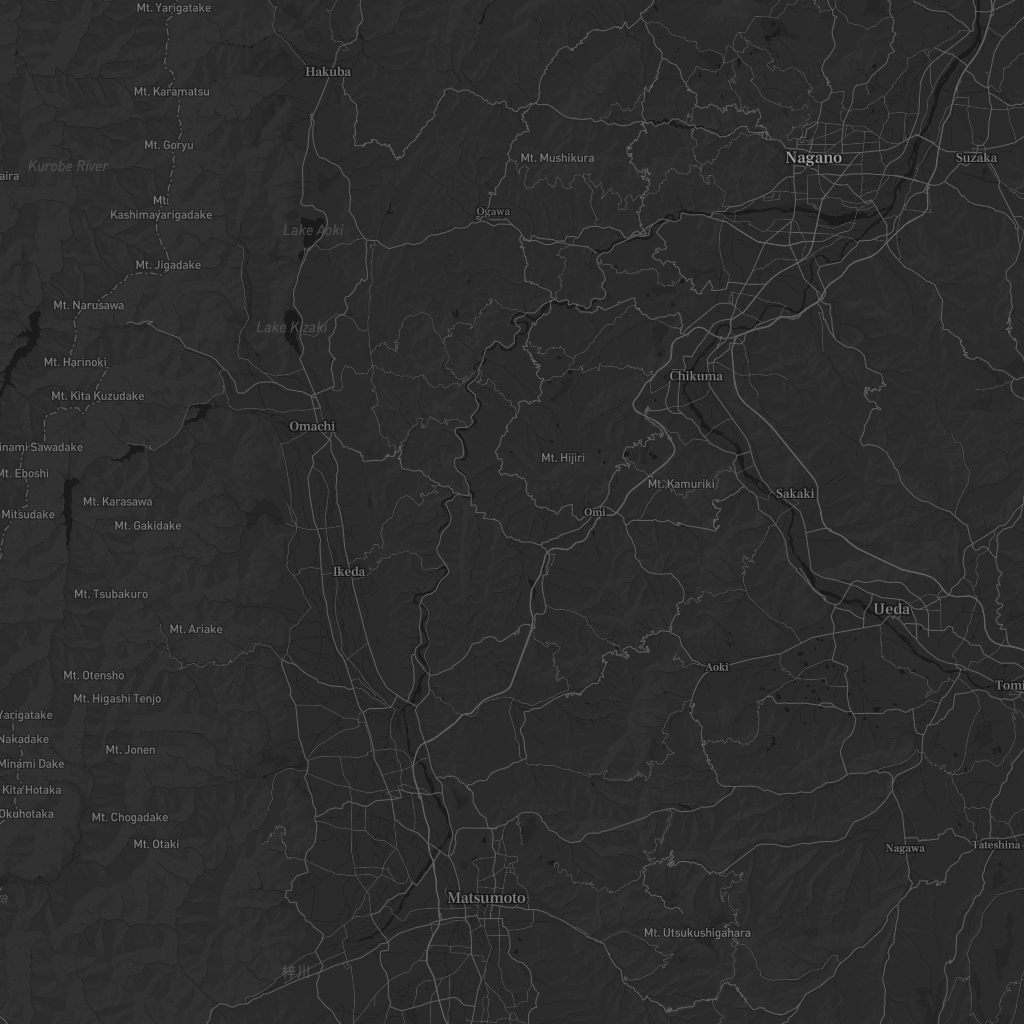 Mt. Yarigatake
Hakuba
Mt. Karamatsu
Mt. Goryu
Nagano
Mt. Mushikura
Suzaka
Kurobe River
aira
Mt.
Kashimayarigadake
Ogawa
Lake Aoki
Mt. Jigadake
Mt. Narusawa
Lake Kizaki
Mt. Harinoki
Chikuma
Mt. Kita Kuzudake
Omachi
inami Sawadake
Mt. Hijiri
Mt. Eboshi
Mt. Kamuriki
Sakaki
Mt. Karasawa
Mitsudake
Omi
Mt. Gakidake
Ikeda
Mt. Tsubakuro
Ueda
Mt. Ariake
Aoki
Mt. Otensho
Tomi
Mt. Higashi Tenjo
Yarigatake
Nakadake
Mt. Jonen
Minami Dake
Kita Hotaka
Okuhotaka
Mt. Chogadake
Mt. Otaki
Nagawa
Tateshina
Matsumoto
Mt. Utsukushigahara
梓川